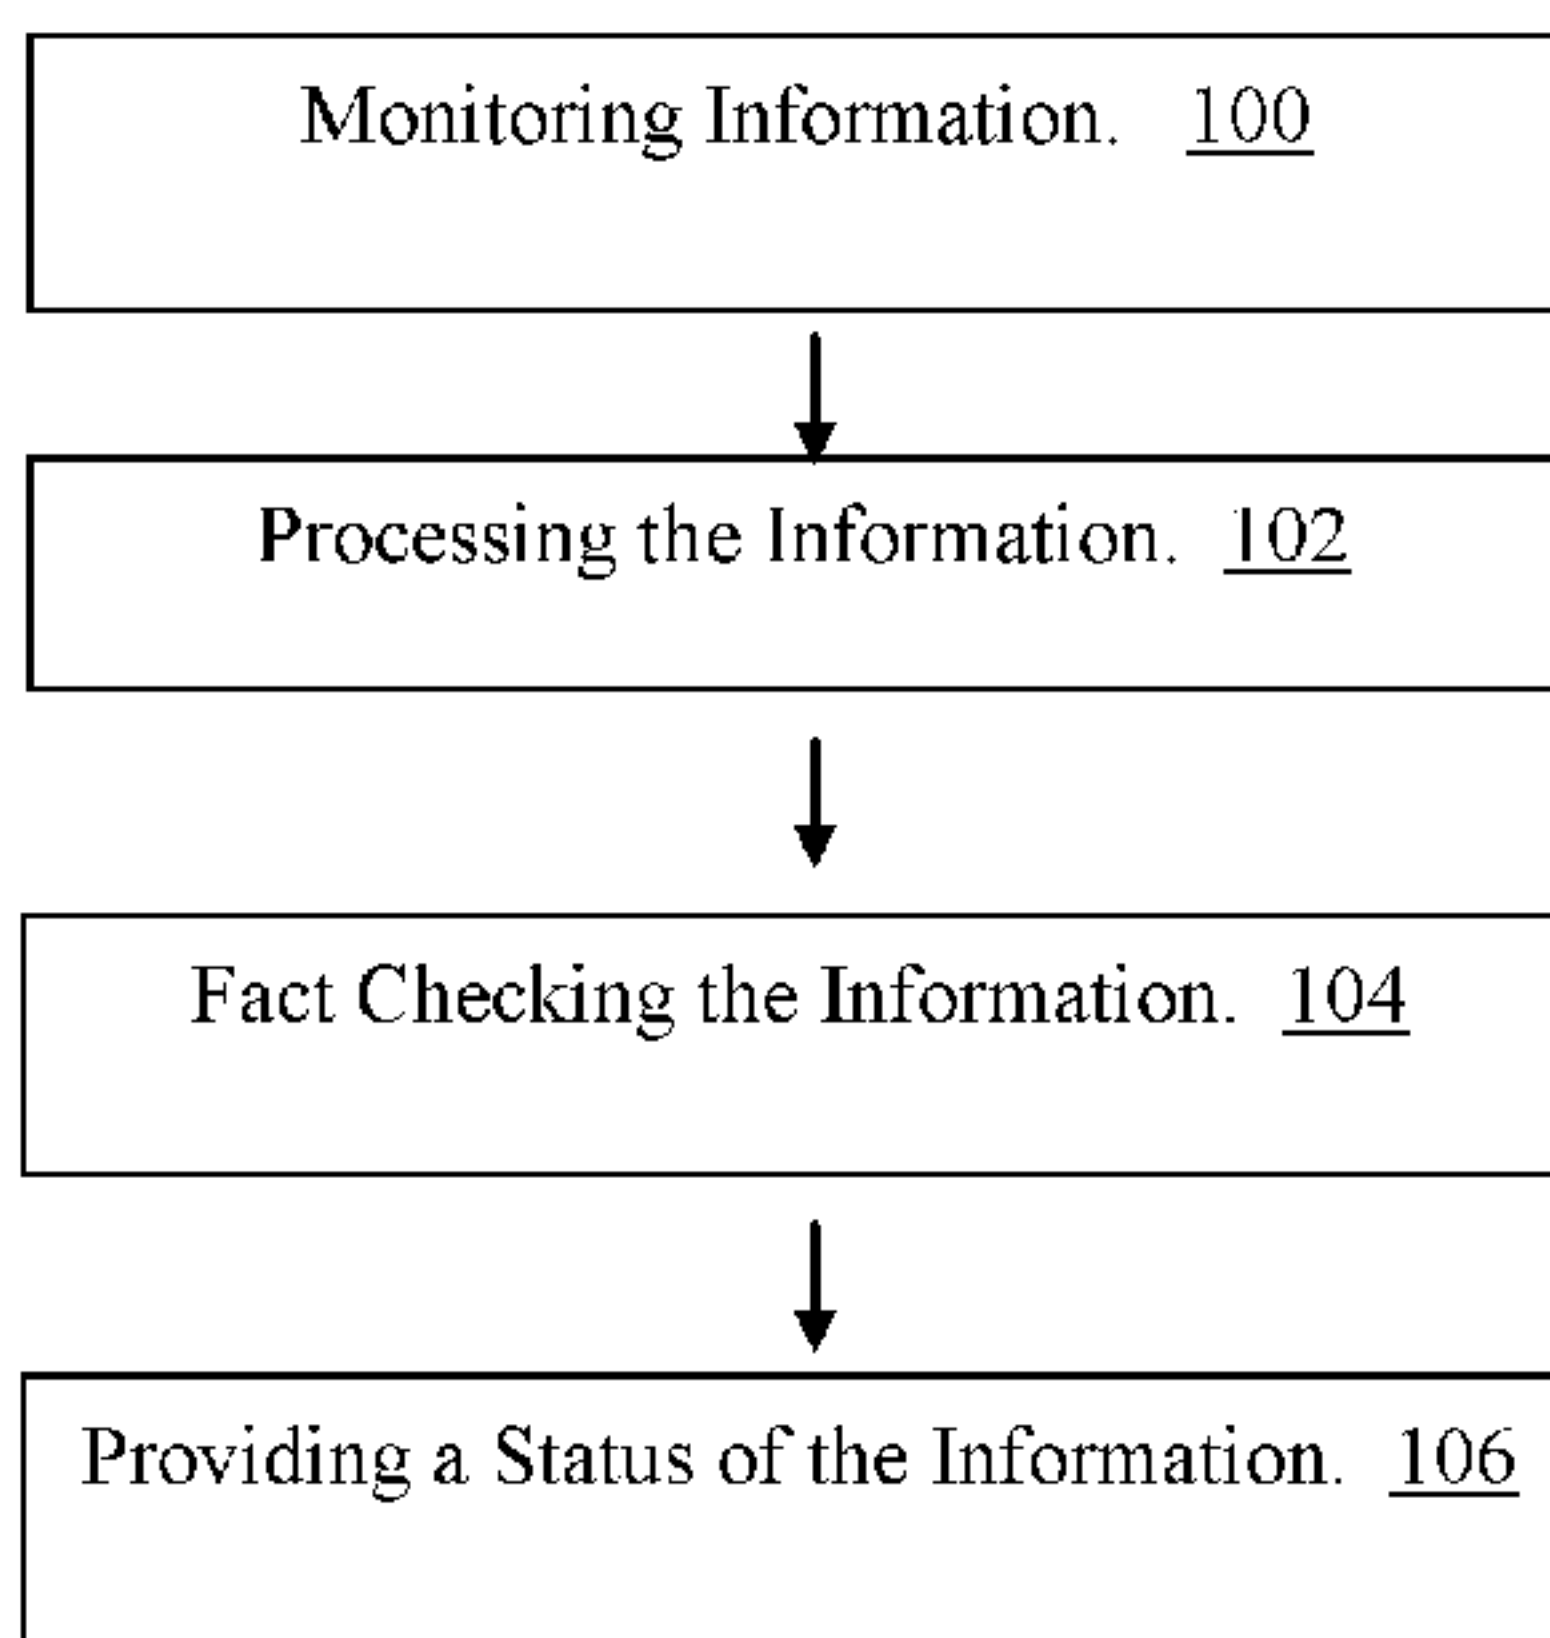 Monitoring Information. 100
Processing the Information. 102
Fact Checking the Information. 104
Providing a Status of the Information. 106